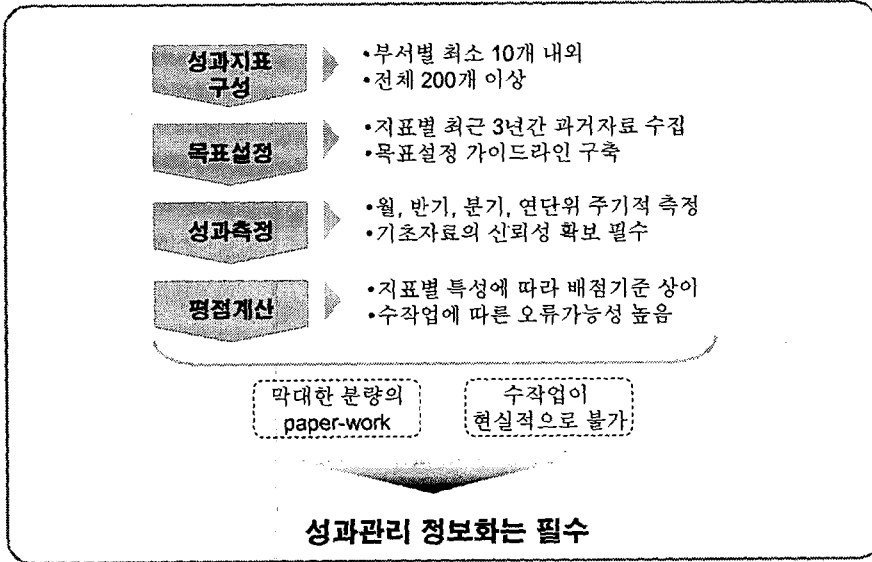 성과지표
구성
•부서별 최소 10개 내외
•전체 200개 이상
목표설정
•지표별 최근 3년간 과거자료 수집
•목표설정 가이드라인 구축
성과측정
•월, 반기, 분기, 연단위 주기적 측정
•기초자료의 신뢰성 확보 필수
평점계산
•지표별 특성에 따라 배점기준 상이
•수작업에 따른 오류가능성 높음
막대한 분량의
paper-work
수작업이
현실적으로 불가
성과관리 정보화는 필수